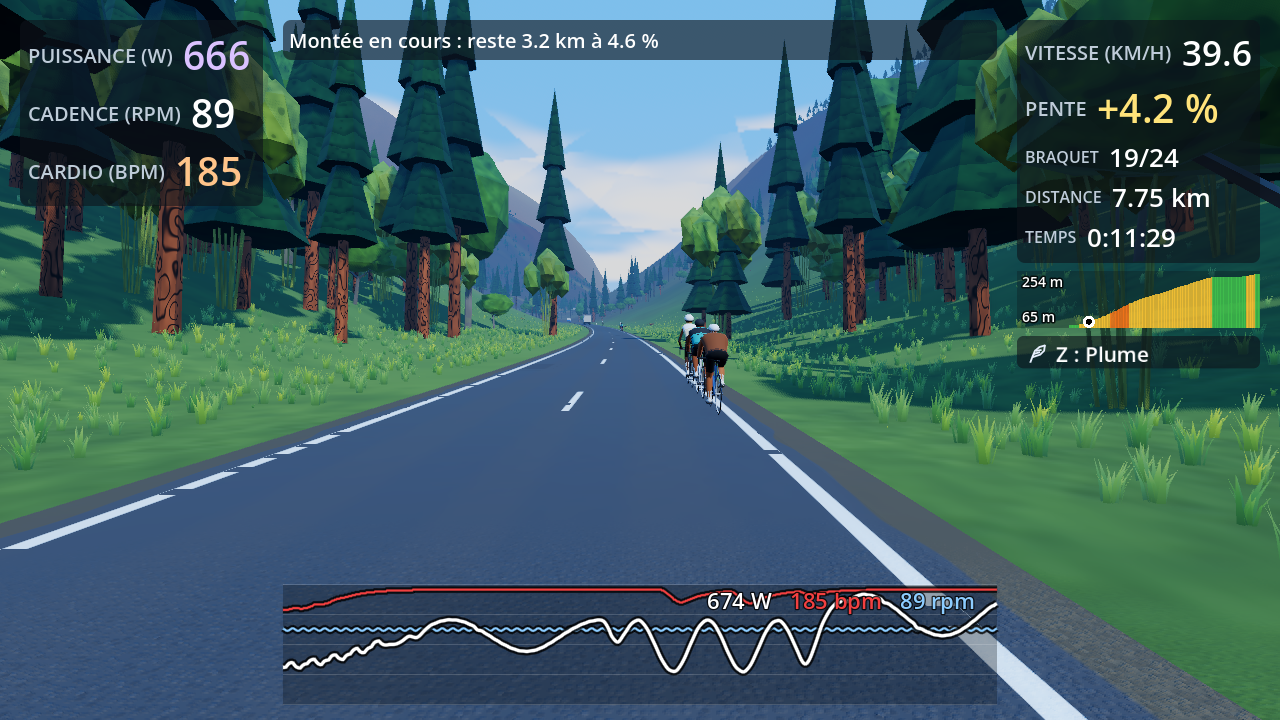 PUISSANCE (W) 666
CADENCE (RPM) 89
CARDIO (BPM) 185
Montée en cours : reste 3.2 km à 4.6 %
VITESSE (KM/H) 39.6
PENTE +4.2 %
BRAQUET 19/24
DISTANCE 7.75 km
TEMPS 0:11:29
254 m
65 m
Z : Plume
674 W 185 bpm 89 rpm